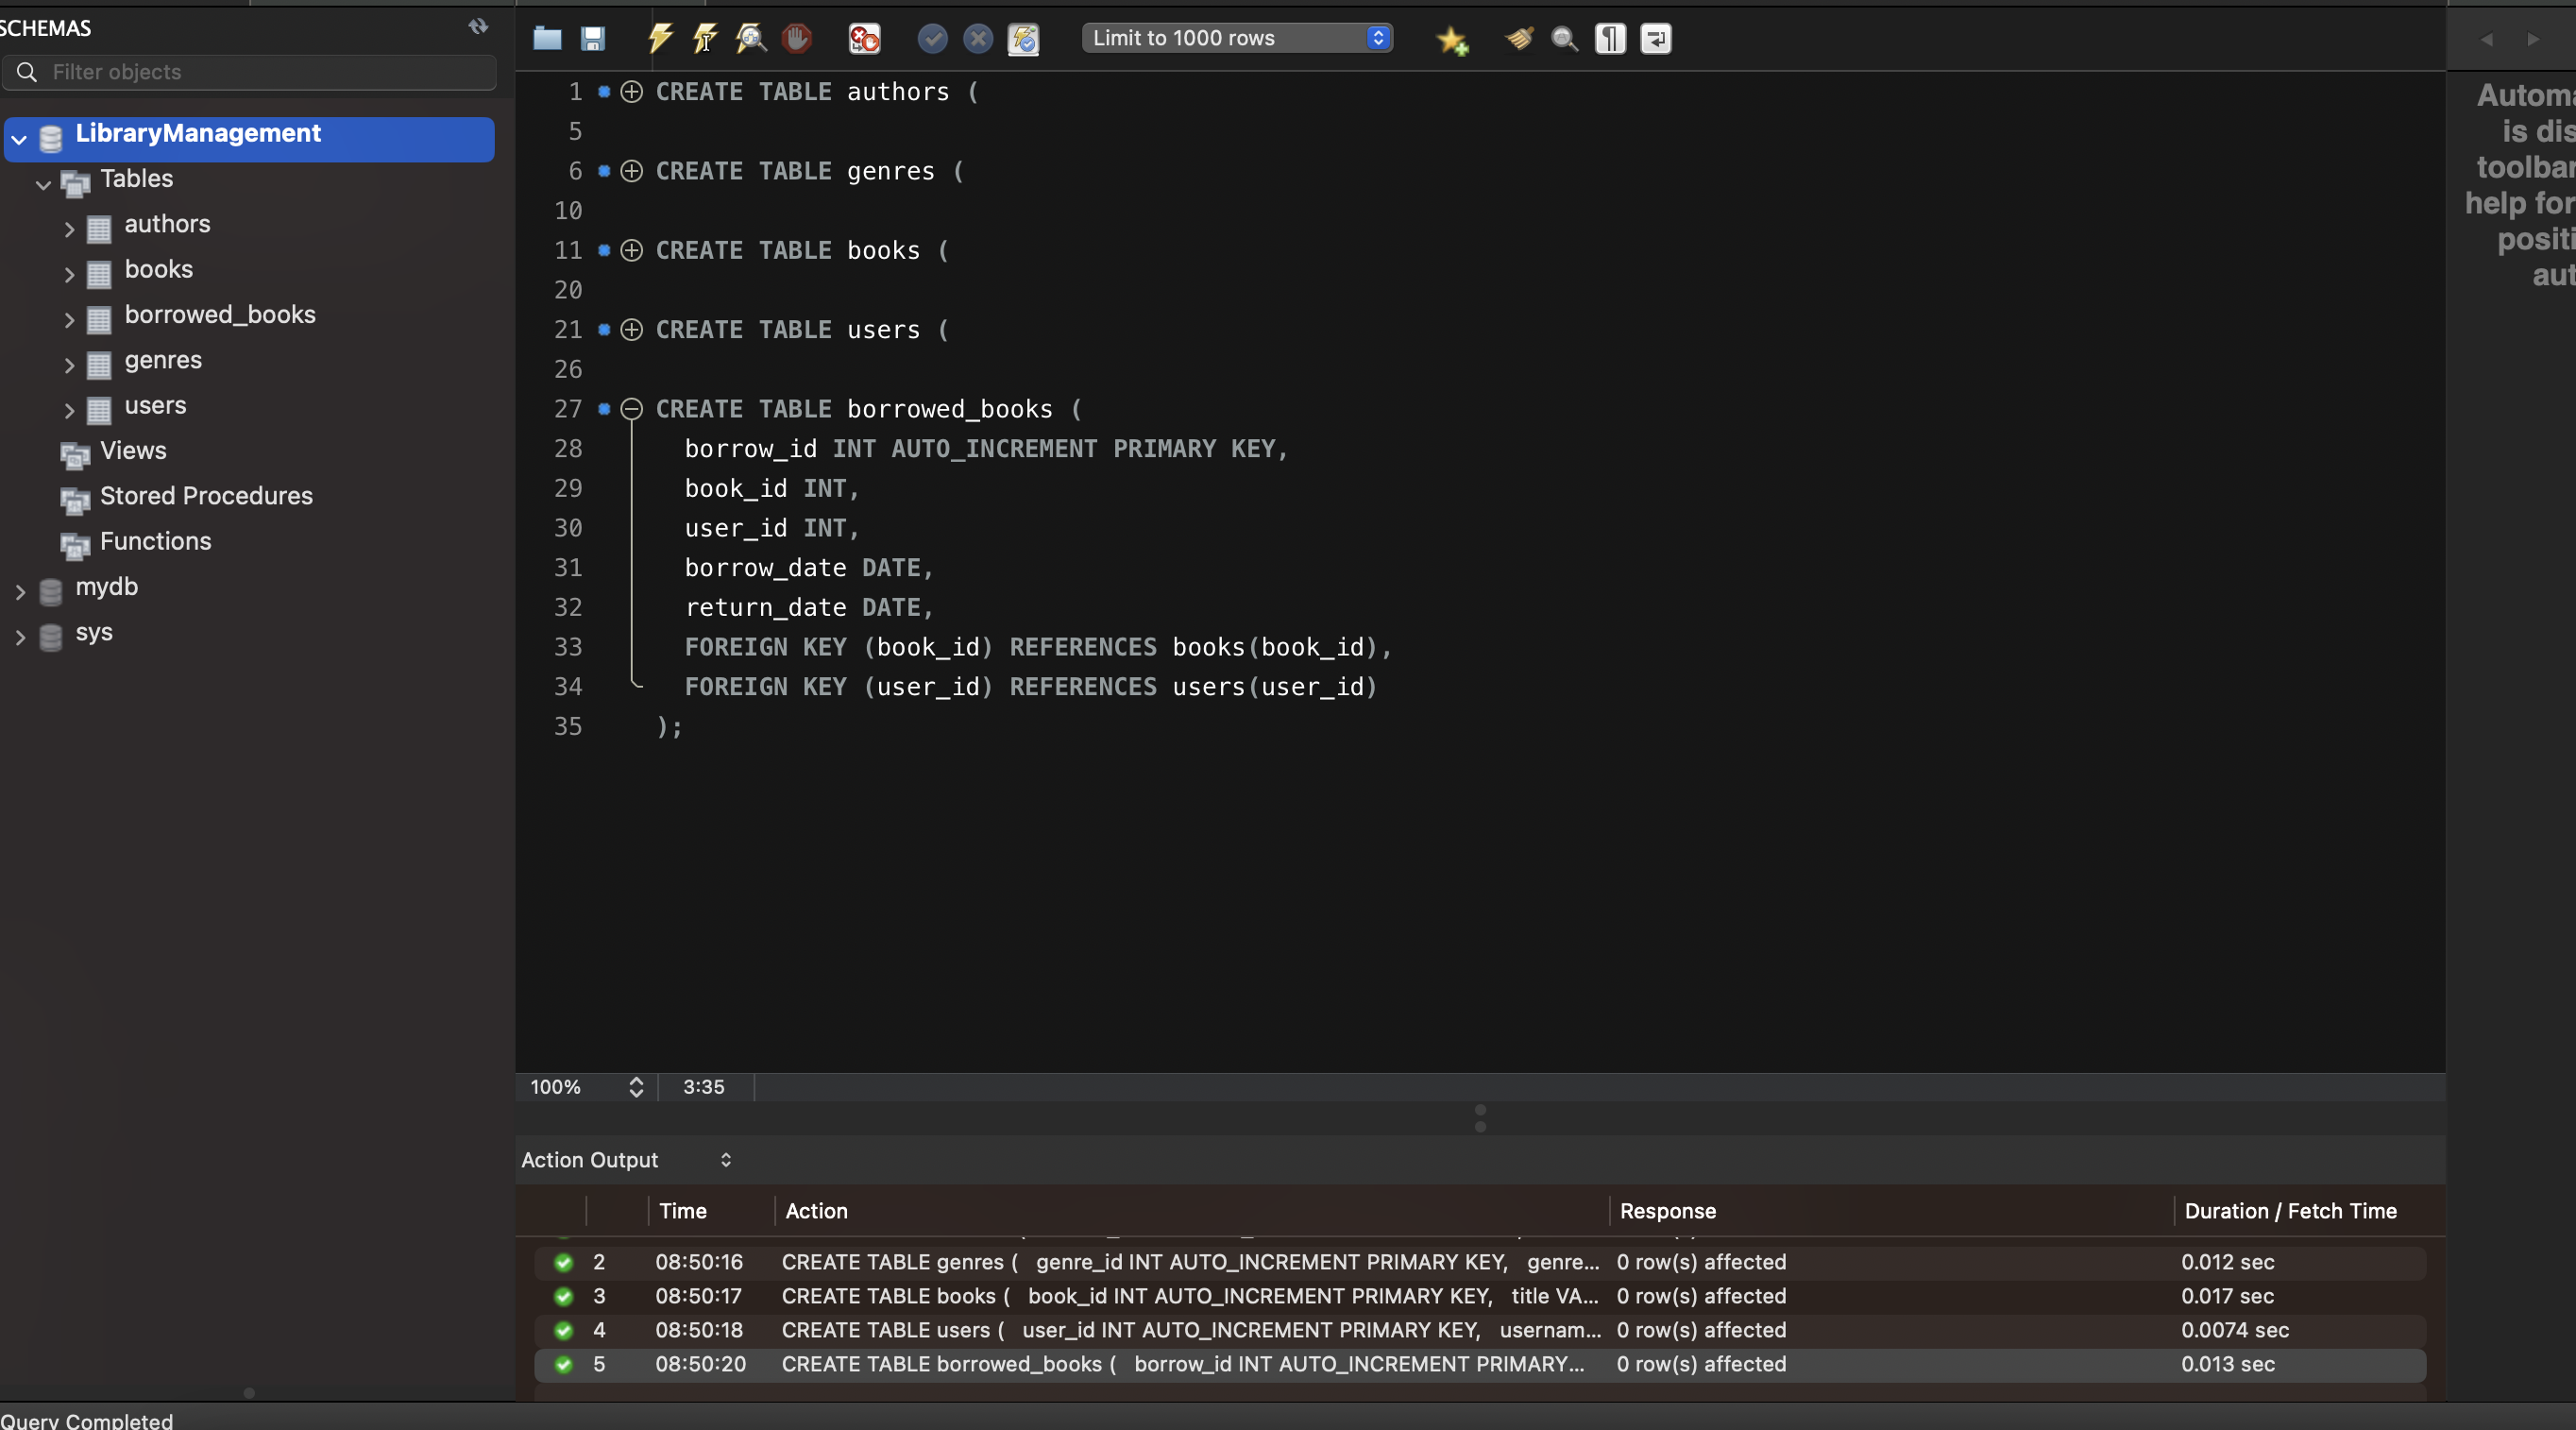 SCHEMAS
Filter objects
LibraryManagement
Tables
authors
books
borrowed_books
genres
users
Views
Stored Procedures
Functions
mydb
sys
Limit to 1000 rows
1 CREATE TABLE authors (
5
6 CREATE TABLE genres (
10
11 CREATE TABLE books (
20
21 CREATE TABLE users (
26
27 CREATE TABLE borrowed_books (
28 borrow_id INT AUTO_INCREMENT PRIMARY KEY,
29 book_id INT,
30 user_id INT,
31 borrow_date DATE,
32 return_date DATE,
33 FOREIGN KEY (book_id) REFERENCES books(book_id),
34 FOREIGN KEY (user_id) REFERENCES users(user_id)
35 );
100% 3:35
Action Output
Time Action Response Duration / Fetch Time
2 08:50:16 CREATE TABLE genres ( genre_id INT AUTO_INCREMENT PRIMARY KEY, genre... 0 row(s) affected 0.012 sec
3 08:50:17 CREATE TABLE books ( book_id INT AUTO_INCREMENT PRIMARY KEY, title VA... 0 row(s) affected 0.017 sec
4 08:50:18 CREATE TABLE users ( user_id INT AUTO_INCREMENT PRIMARY KEY, usernam... 0 row(s) affected 0.0074 sec
5 08:50:20 CREATE TABLE borrowed_books ( borrow_id INT AUTO_INCREMENT PRIMARY... 0 row(s) affected 0.013 sec
Query Completed
Automa
is dis
toolbar
help for
positi
aut